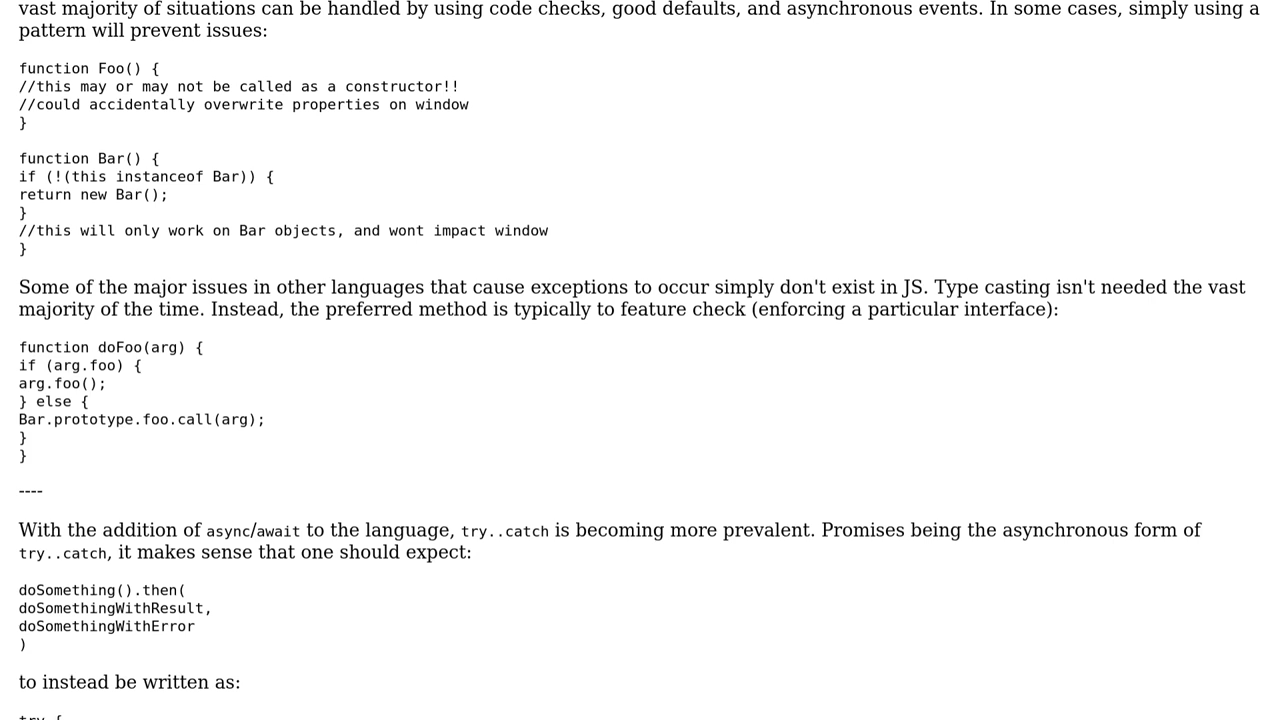 vast majority of situations can be handled by using code checks, good defaults, and asynchronous events. In some cases, simply using a
pattern will prevent issues:
function Foo() {
//this may or may not be called as a constructor!!
//could accidentally overwrite properties on window
}
function Bar() {
if (!(this instanceof Bar)) {
return new Bar();
}
//this will only work on Bar objects, and wont impact window
}
Some of the major issues in other languages that cause exceptions to occur simply don't exist in JS. Type casting isn't needed the vast
majority of the time. Instead, the preferred method is typically to feature check (enforcing a particular interface):
function doFoo(arg) {
if (arg.foo) {
arg.foo();
} else {
Bar.prototype.foo.call(arg);
}
}
----
With the addition of async/await to the language, try..catch is becoming more prevalent. Promises being the asynchronous form of
try..catch, it makes sense that one should expect:
doSomething().then(
doSomethingWithResult,
doSomethingWithError
)
to instead be written as:
try {